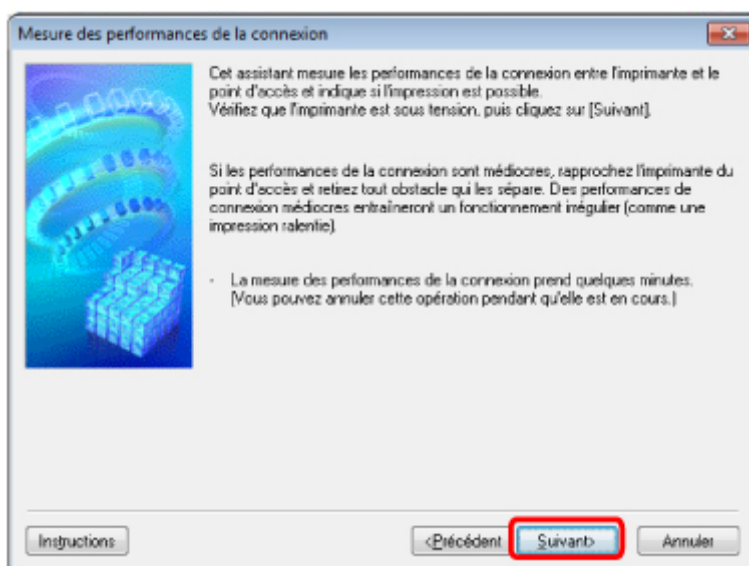 Mesure des performances de la connexion
Cet assistant mesure les performances de la connexion entre l'imprimante et le
point d'accès et indique si l'impression est possible.
Vérifiez que l'imprimante est sous tension, puis cliquez sur [Suivant].
Si les performances de la connexion sont médiocres, rapprochez l'imprimante du
point d'accès et retirez tout obstacle qui les sépare. Des performances de
connexion médiocres entraîneront un fonctionnement irrégulier (comme une
impression ralentie).
- La mesure des performances de la connexion prend quelques minutes.
(Vous pouvez annuler cette opération pendant qu'elle est en cours.)
Instructions
<Précédent
Suivant>
Annuler